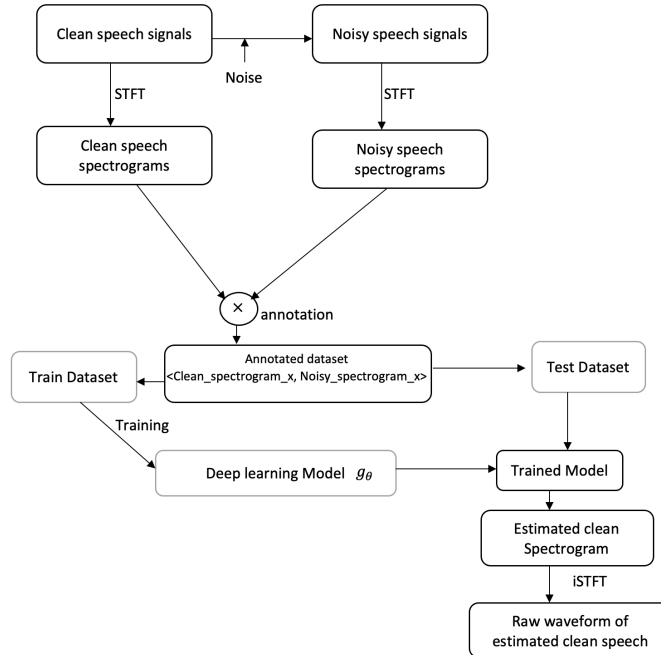 Clean speech signals
Noisy speech signals
Noise
STFT
STFT
Clean speech
spectrograms
Noisy speech
spectrograms
×
annotation
Annotated dataset
<Clean_spectrogram_x, Noisy_spectrogram_x>
Train Dataset
Test Dataset
Training
Deep learning Model g_θ
Trained Model
Estimated clean
Spectrogram
iSTFT
Raw waveform of
estimated clean speech